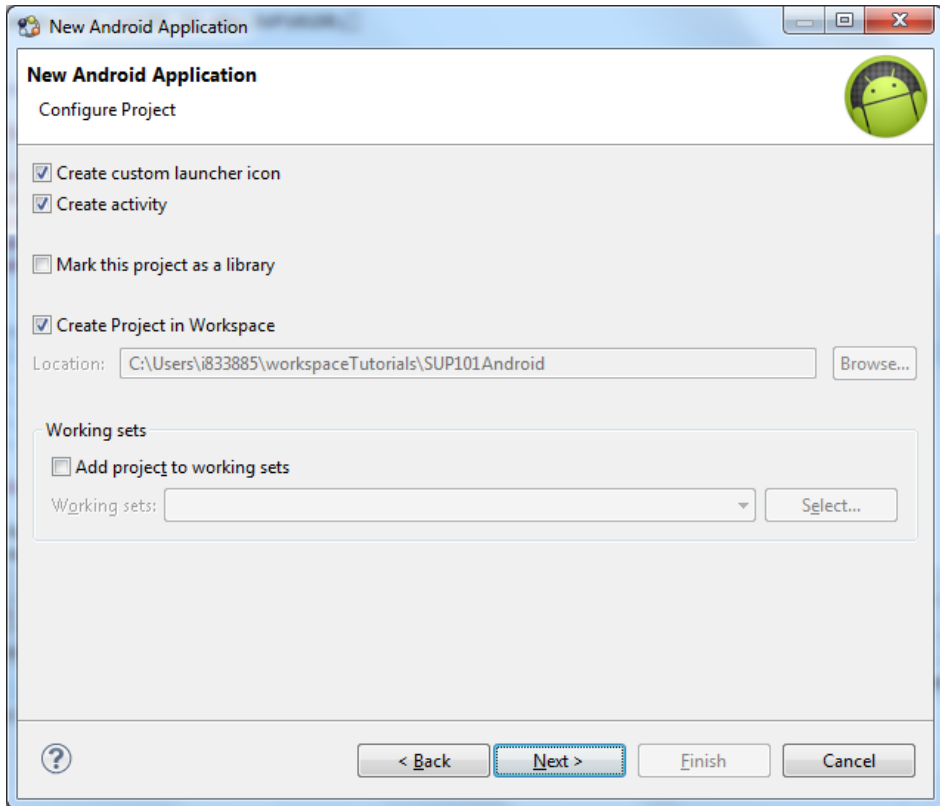 New Android Application
New Android Application
Configure Project
Create custom launcher icon
Create activity
Mark this project as a library
Create Project in Workspace
Location: C:\Users\i833885\workspaceTutorials\SUP101Android Browse...
Working sets
Add project to working sets
Working sets: Select...
? < Back Next > Finish Cancel